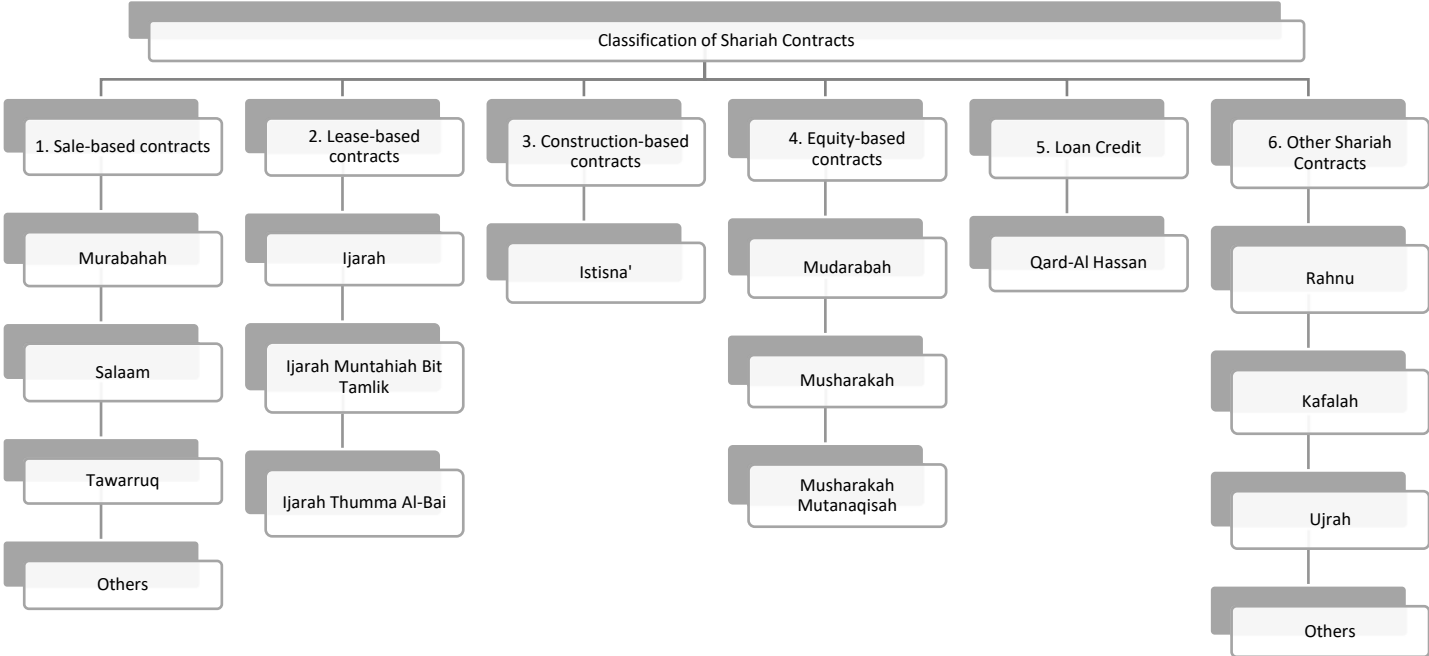 Classification of Shariah Contracts
1. Sale-based contracts
Murabahah
Salaam
Tawarruq
Others
2. Lease-based
contracts
Ijarah
Ijarah Muntahiah Bit
Tamlik
Ijarah Thumma Al-Bai
3. Construction-based
contracts
Istisna'
4. Equity-based
contracts
Mudarabah
Musharakah
Musharakah
Mutanaqisah
5. Loan Credit
Qard-Al Hassan
6. Other Shariah
Contracts
Rahnu
Kafalah
Ujrah
Others